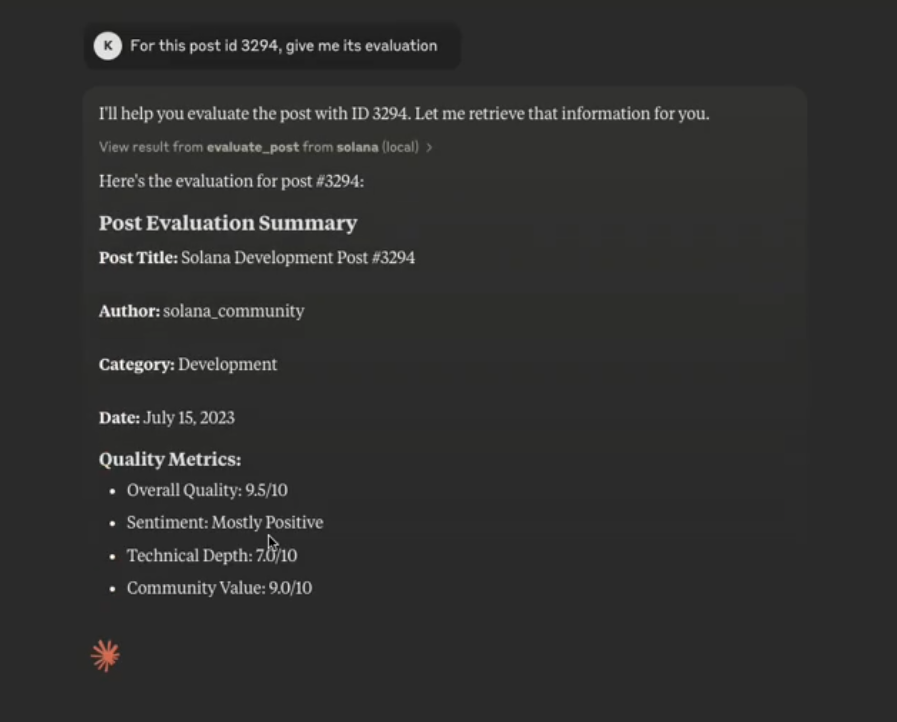 K
For this post id 3294, give me its evaluation
I'll help you evaluate the post with ID 3294. Let me retrieve that information for you.
View result from evaluate_post from solana (local) >
Here's the evaluation for post #3294:
Post Evaluation Summary
Post Title: Solana Development Post #3294
Author: solana_community
Category: Development
Date: July 15, 2023
Quality Metrics:
• Overall Quality: 9.5/10
• Sentiment: Mostly Positive
• Technical Depth: 7.0/10
• Community Value: 9.0/10